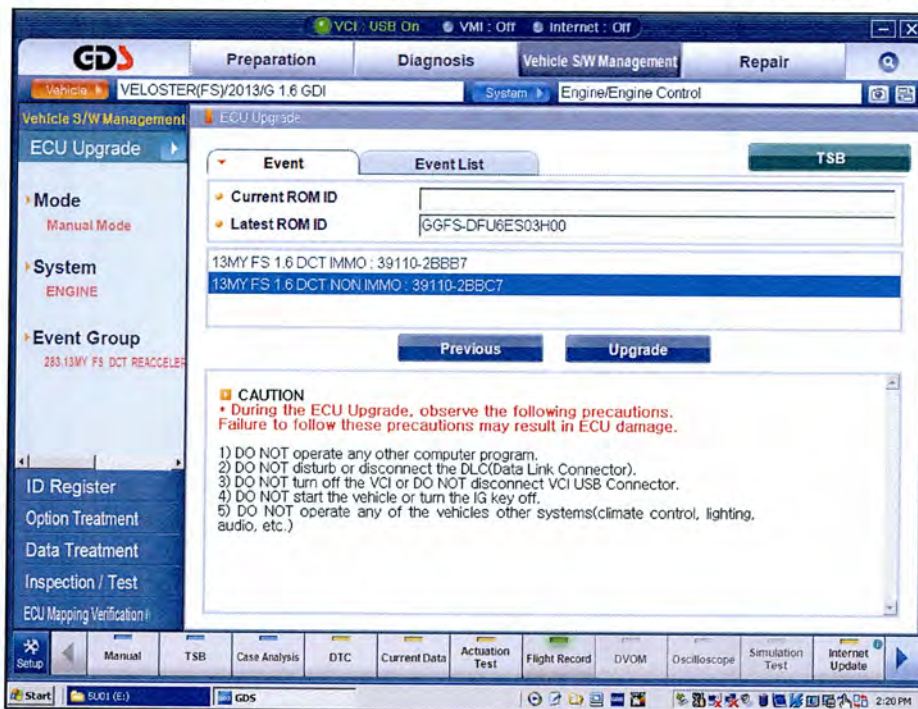 VCI : USB On VMI : Off Internet : Off
GDS Preparation Diagnosis Vehicle S/W Management Repair
Vehicle VELOSTER(FS)/2013/G 1.6 GDI System Engine/Engine Control
Vehicle S/W Management ECU Upgrade
ECU Upgrade
Event Event List TSB
Mode
Manual Mode
System
ENGINE
Event Group
283.13MY FS DCT REACCELER
Current ROM ID
Latest ROM ID GGFS-DFU6ES03H00
13MY FS 1.6 DCT IMMO : 39110-2BBB7
13MY FS 1.6 DCT NON IMMO : 39110-2BBC7
Previous Upgrade
CAUTION
• During the ECU Upgrade, observe the following precautions.
Failure to follow these precautions may result in ECU damage.
1) DO NOT operate any other computer program.
2) DO NOT disturb or disconnect the DLC(Data Link Connector).
3) DO NOT turn off the VCI or DO NOT disconnect VCI USB Connector.
4) DO NOT start the vehicle or turn the IG key off.
5) DO NOT operate any of the vehicles other systems(climate control, lighting,
audio, etc.)
ID Register
Option Treatment
Data Treatment
Inspection / Test
ECU Mapping Verification
Setup Manual TSB Case Analysis DTC Current Data Actuation Test Flight Record DVOM Oscilloscope Simulation Test Internet Update
Start SU01 (E:) GDS 2:20 PM